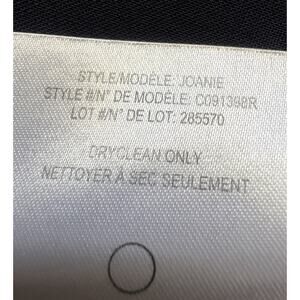 STYLE/MODÈLE: JOANIE
STYLE #/N° DE MODÈLE: C091398R
LOT #/N° DE LOT: 285570
DRYCLEAN ONLY
NETTOYER À SEC SEULEMENT